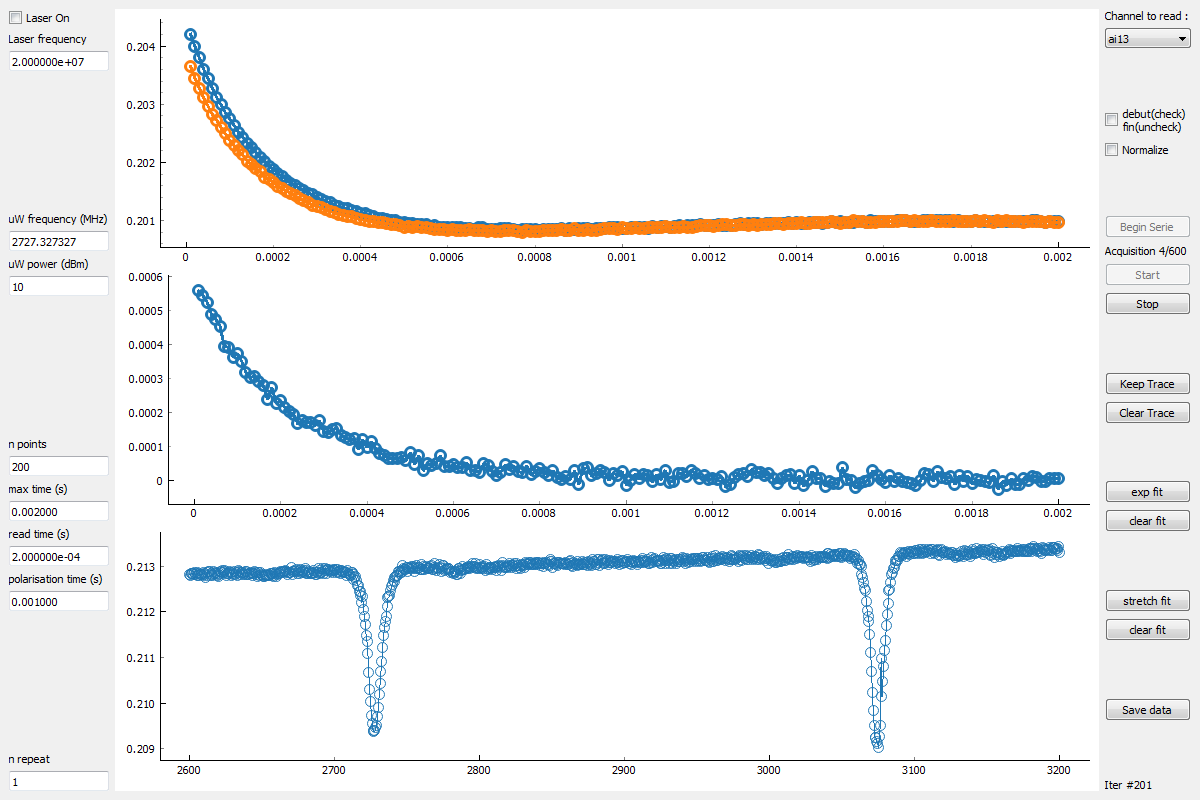 Laser On
Laser frequency
2.000000e+07
uW frequency (MHz)
2727.327327
uW power (dBm)
10
n points
200
max time (s)
0.002000
read time (s)
2.000000e-04
polarisation time (s)
0.001000
n repeat
1
0.204
0.203
0.202
0.201
0 0.0002 0.0004 0.0006 0.0008 0.001 0.0012 0.0014 0.0016 0.0018 0.002
0.0006
0.0005
0.0004
0.0003
0.0002
0.0001
0
0 0.0002 0.0004 0.0006 0.0008 0.001 0.0012 0.0014 0.0016 0.0018 0.002
0.213
0.212
0.211
0.210
0.209
2600 2700 2800 2900 3000 3100 3200
Channel to read :
ai13
debut(check)
fin(uncheck)
Normalize
Begin Serie
Acquisition 4/600
Start
Stop
Keep Trace
Clear Trace
exp fit
clear fit
stretch fit
clear fit
Save data
Iter #201